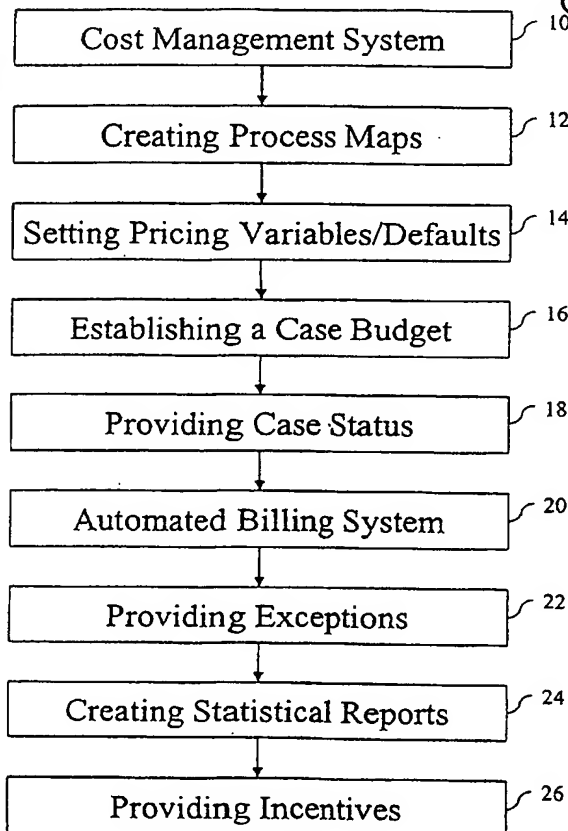 Cost Management System 10
Creating Process Maps 12
Setting Pricing Variables/Defaults 14
Establishing a Case Budget 16
Providing Case Status 18
Automated Billing System 20
Providing Exceptions 22
Creating Statistical Reports 24
Providing Incentives 26